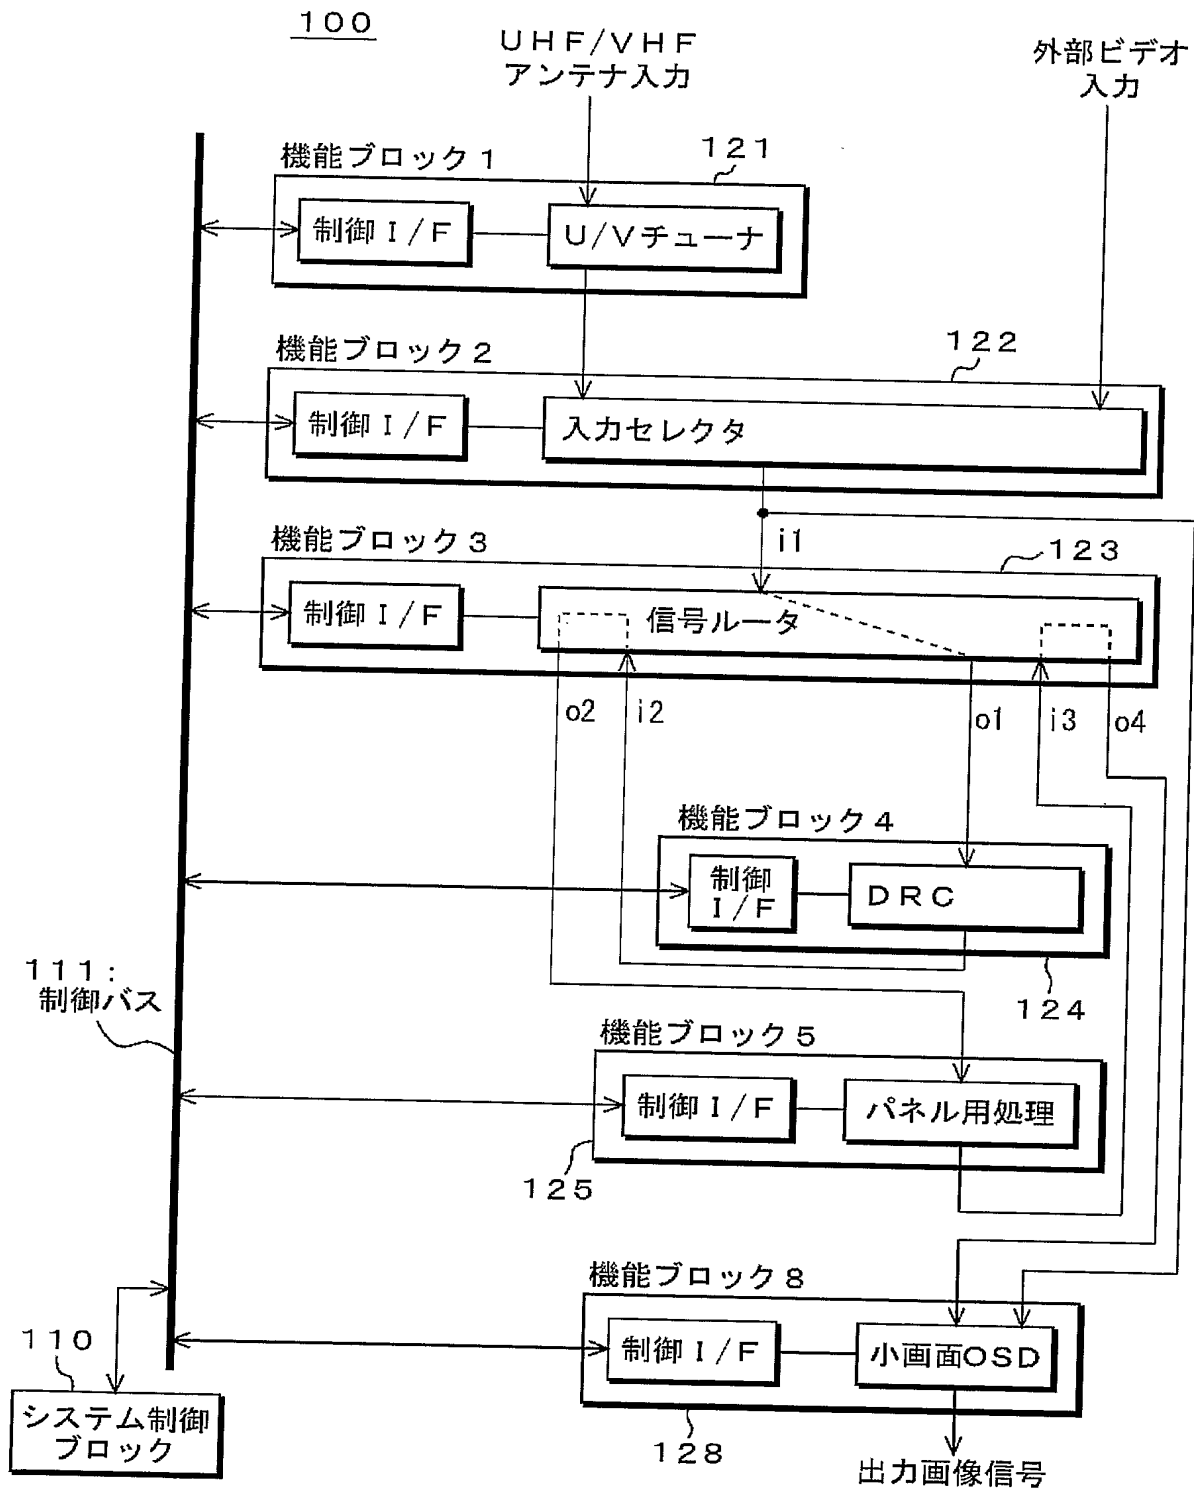 100
UHF/VHF
アンテナ入力
外部ビデオ
入力
機能ブロック1
121
制御I/F
U/Vチューナ
機能ブロック2
122
制御I/F
入力セレクタ
機能ブロック3
i1
123
制御I/F
信号ルータ
o2
i2
o1
i3
o4
機能ブロック4
制御
I/F
DRC
124
111:
制御バス
機能ブロック5
制御I/F
パネル用処理
125
機能ブロック8
制御I/F
小画面OSD
128
110
システム制御
ブロック
出力画像信号